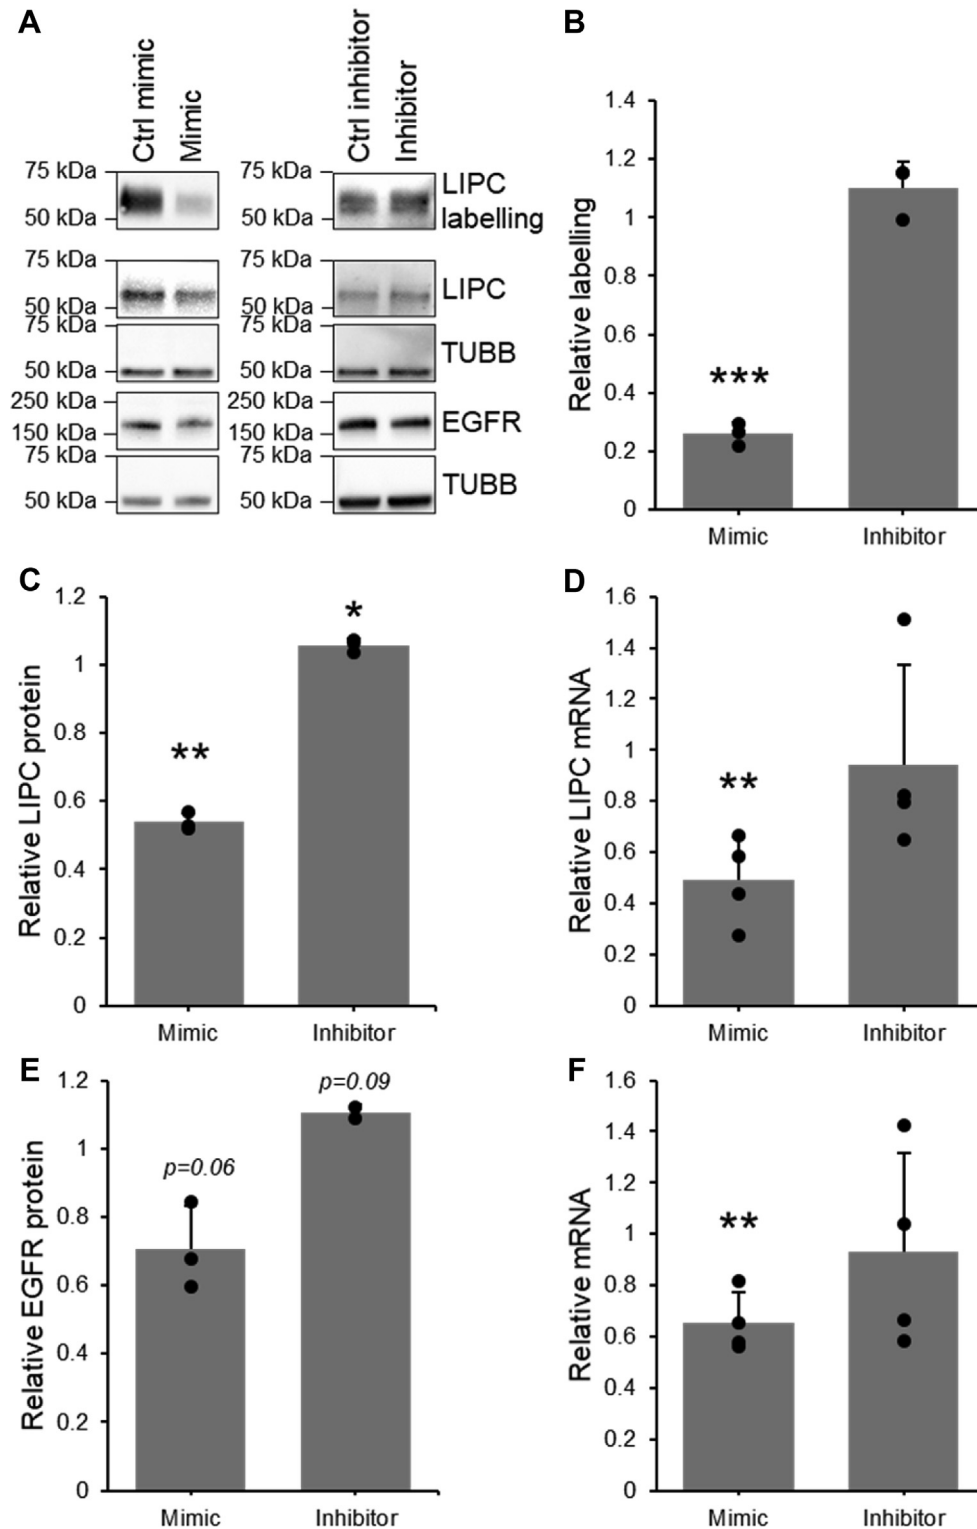 A
Ctrl mimic
Mimic
Ctrl inhibitor
Inhibitor
75 kDa
75 kDa
LIPC
labelling
50 kDa
50 kDa
75 kDa
75 kDa
LIPC
50 kDa
50 kDa
75 kDa
75 kDa
TUBB
50 kDa
50 kDa
250 kDa
250 kDa
EGFR
150 kDa
150 kDa
75 kDa
75 kDa
TUBB
50 kDa
50 kDa
B
Relative labelling
1.4
1.2
1
0.8
0.6
0.4
0.2
0
***
Mimic
Inhibitor
C
Relative LIPC protein
1.2
1
0.8
0.6
0.4
0.2
0
**
*
Mimic
Inhibitor
D
Relative LIPC mRNA
1.6
1.4
1.2
1
0.8
0.6
0.4
0.2
0
**
Mimic
Inhibitor
E
Relative EGFR protein
1.2
1
0.8
0.6
0.4
0.2
0
p=0.06
p=0.09
Mimic
Inhibitor
F
Relative mRNA
1.6
1.4
1.2
1
0.8
0.6
0.4
0.2
0
**
Mimic
Inhibitor